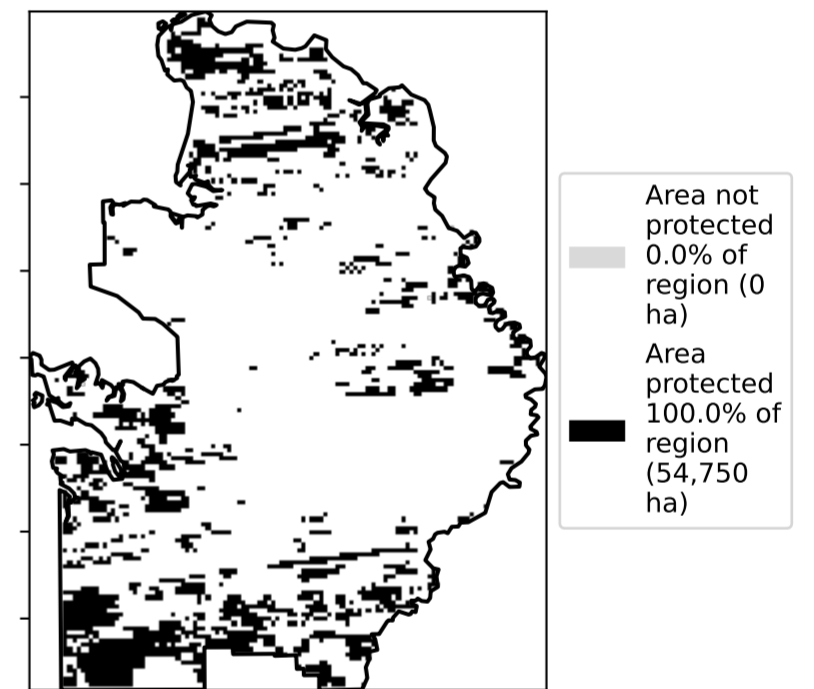 Area not
protected
0.0% of
region (0
ha)
Area
protected
100.0% of
region
(54,750
ha)